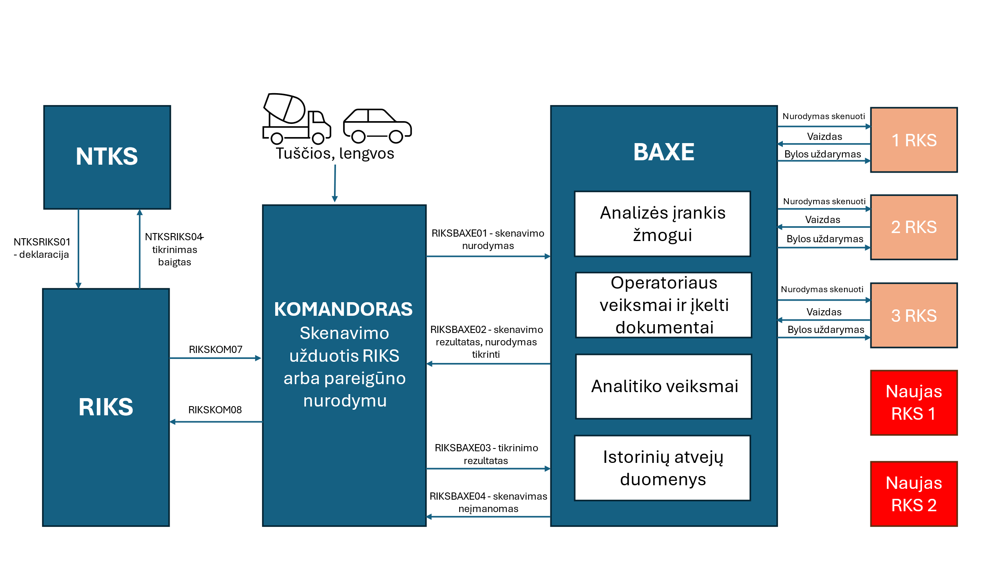 NTKS
NTKSRIKS01
- deklaracija
NTKSRIKS04-
tikrinimas
baigtas
RIKS
RIKSKOM07
RIKSKOM08
Tuščios, lengvos
KOMANDORAS
Skenavimo
užduotis RIKS
arba pareigūno
nurodymu
RIKSBAXE01 - skenavimo
nurodymas
RIKSBAXE02 - skenavimo
rezultatas, nurodymas
tikrinti
RIKSBAXE03 - tikrinimo
rezultatas
RIKSBAXE04 - skenavimas
neįmanomas
BAXE
Analizės įrankis
žmogui
Operatoriaus
veiksmai ir įkelti
dokumentai
Analitiko veiksmai
Istorinių atvejų
duomenys
Nurodymas skenuoti
Vaizdas
Bylos uždarymas
1 RKS
Nurodymas skenuoti
Vaizdas
Bylos uždarymas
2 RKS
Nurodymas skenuoti
Vaizdas
Bylos uždarymas
3 RKS
Naujas
RKS 1
Naujas
RKS 2